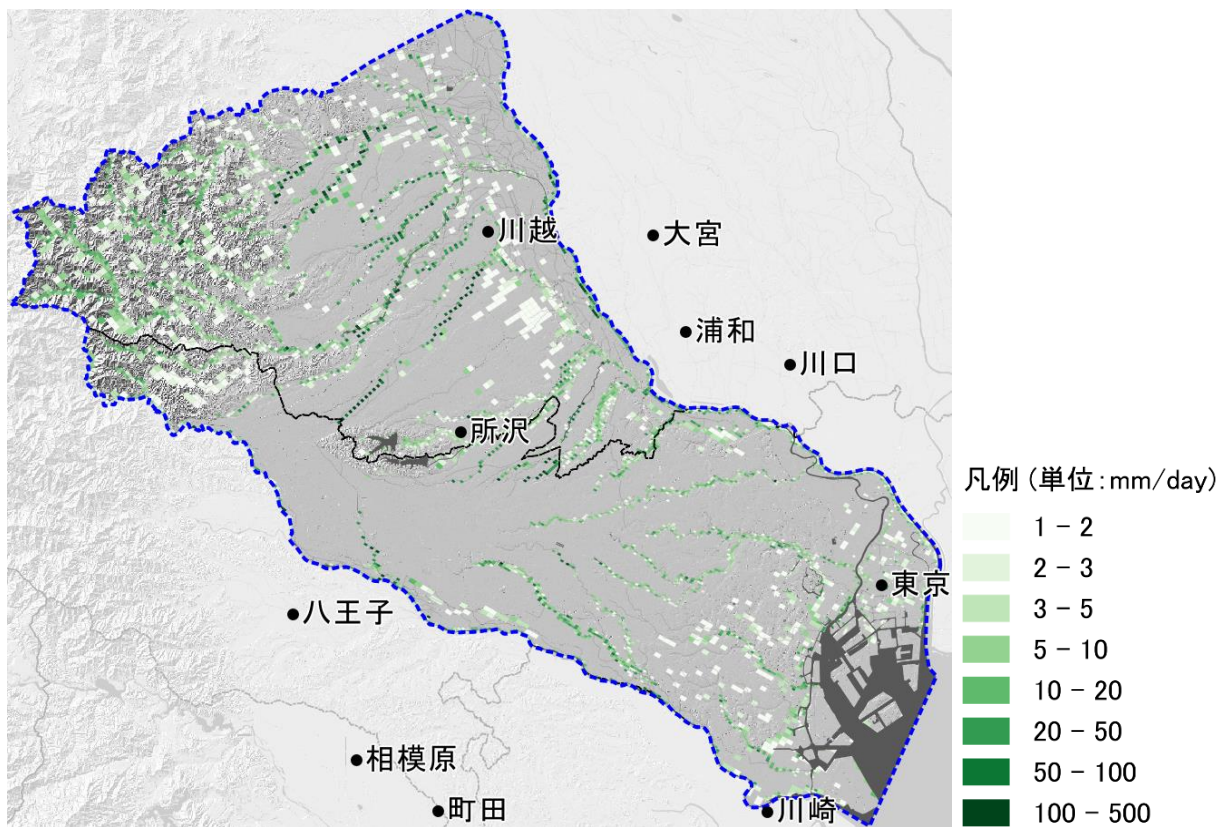 川越
大宮
浦和
川口
所沢
東京
八王子
相模原
町田
川崎
凡例 (単位:mm/day)
1 - 2
2 - 3
3 - 5
5 - 10
10 - 20
20 - 50
50 - 100
100 - 500